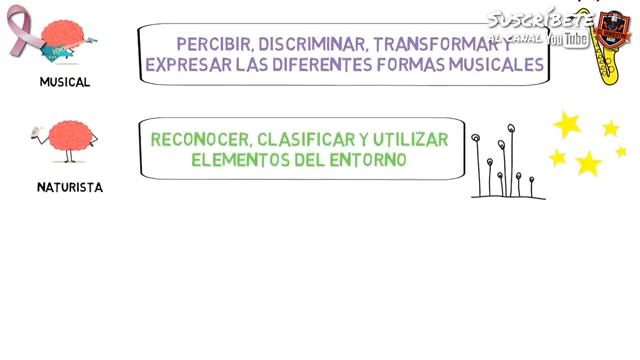 SUSCRÍBETE
AL CANAL YouTube
PERCIBIR, DISCRIMINAR, TRANSFORMAR Y
EXPRESAR LAS DIFERENTES FORMAS MUSICALES
MUSICAL
RECONOCER, CLASIFICAR Y UTILIZAR
ELEMENTOS DEL ENTORNO
NATURISTA